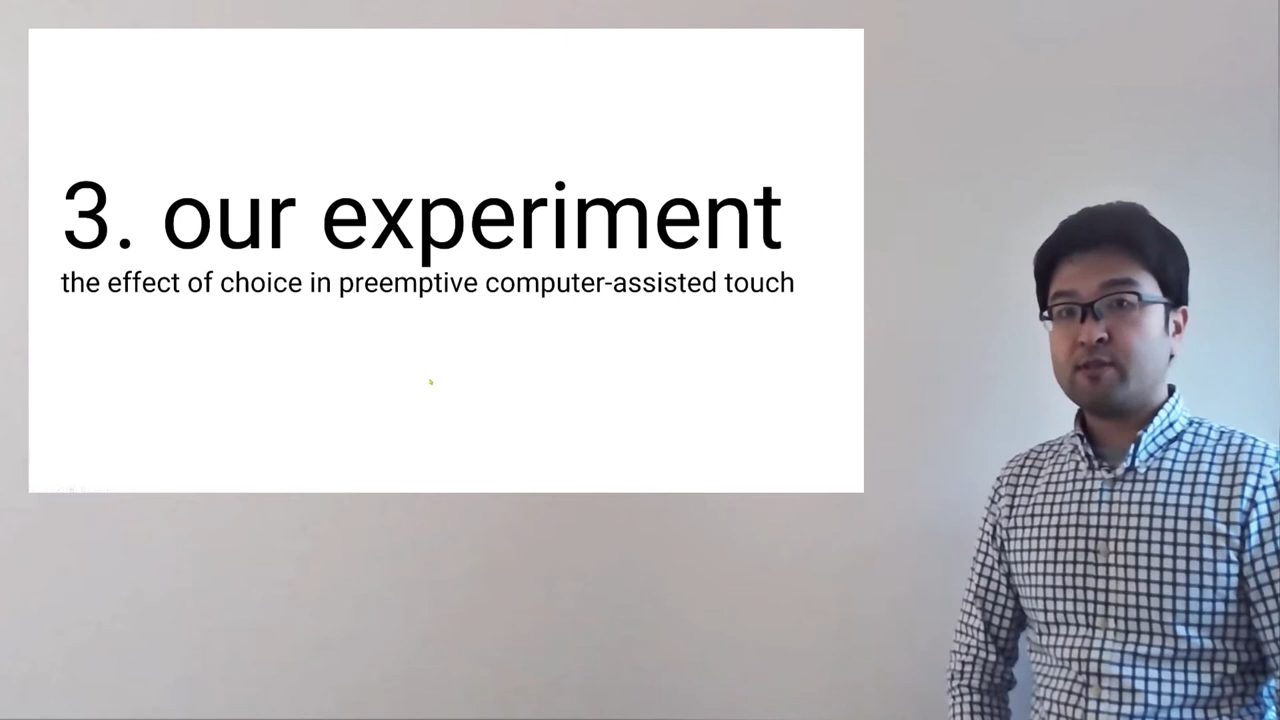 3. our experiment
the effect of choice in preemptive computer-assisted touch